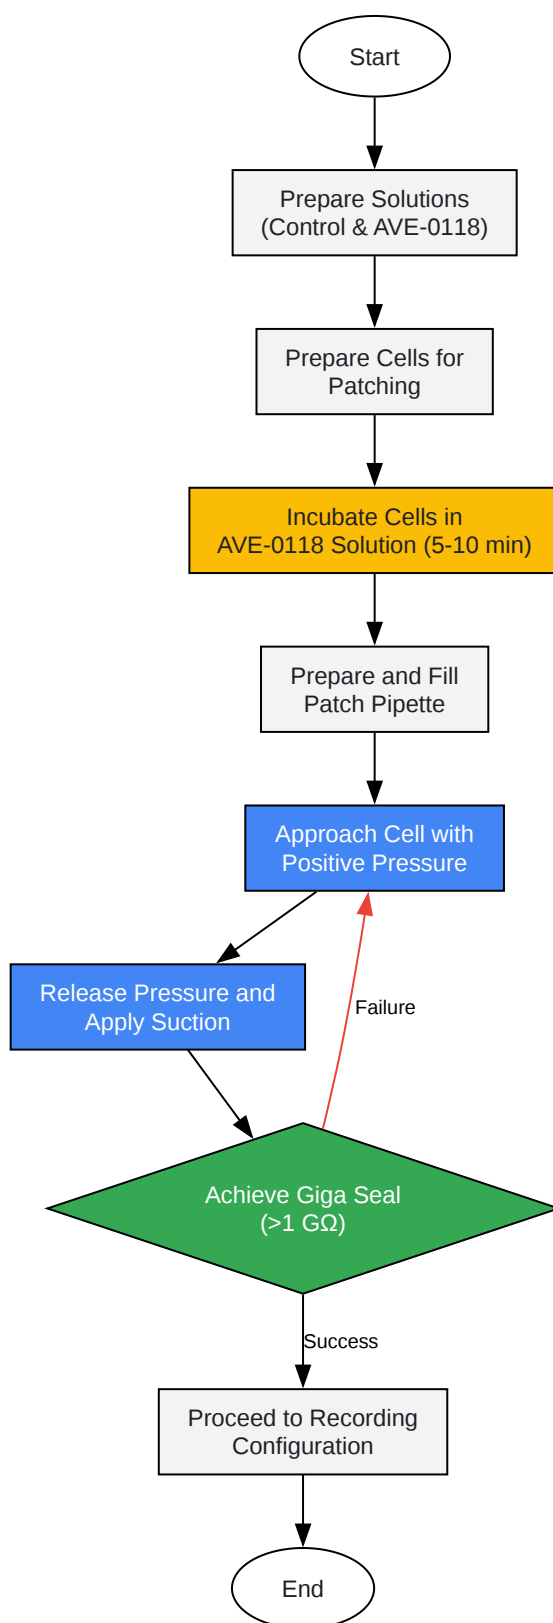 Start
Prepare Solutions
(Control & AVE-0118)
Prepare Cells for
Patching
Incubate Cells in
AVE-0118 Solution (5-10 min)
Prepare and Fill
Patch Pipette
Approach Cell with
Positive Pressure
Release Pressure and
Apply Suction
Failure
Achieve Giga Seal
(>1 GΩ)
Success
Proceed to Recording
Configuration
End